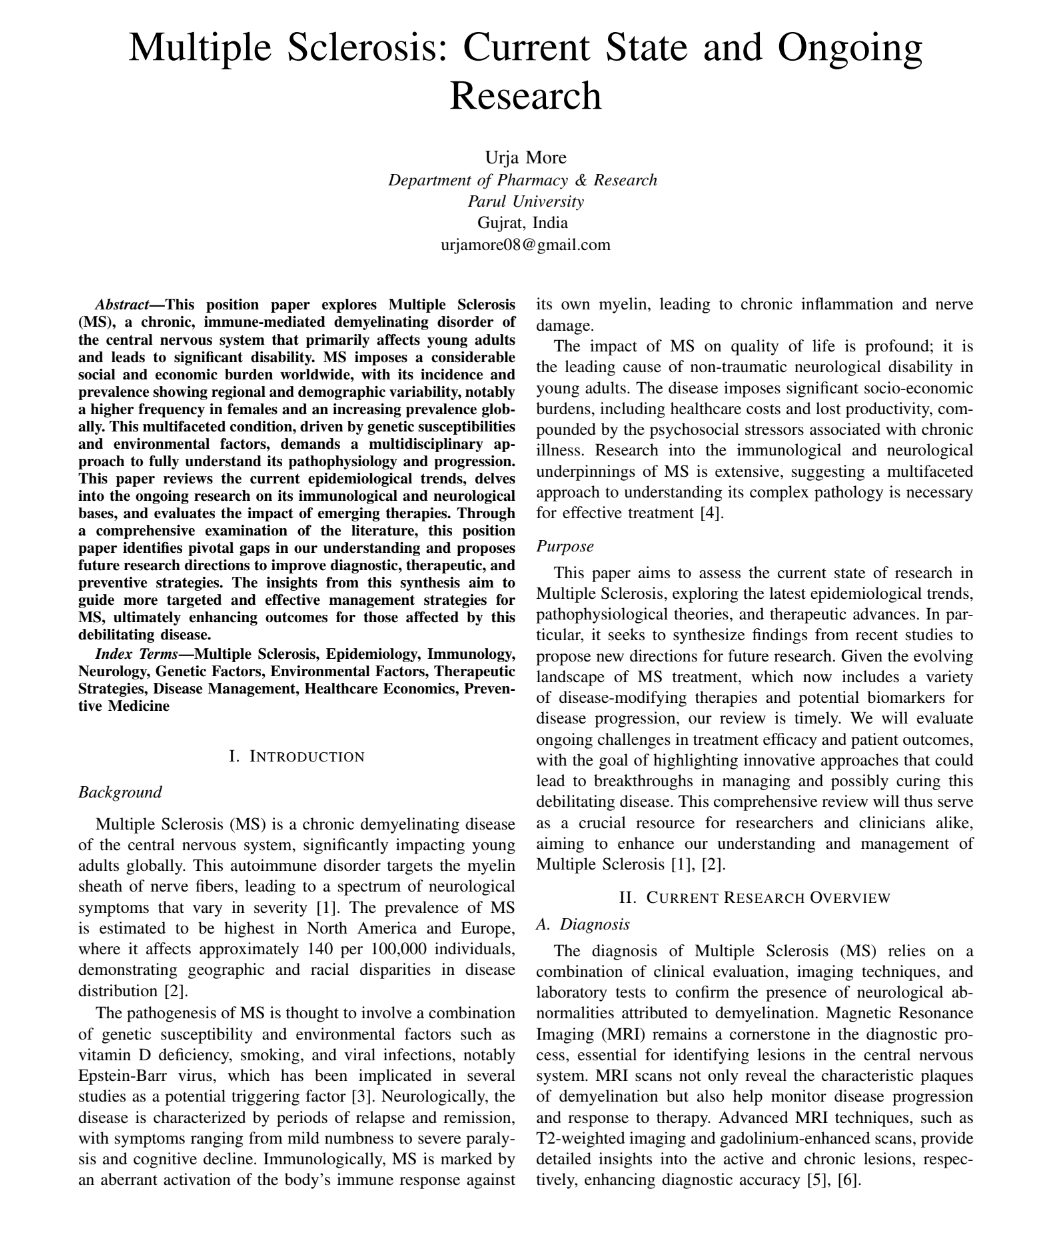 Multiple Sclerosis: Current State and Ongoing
Research
Urja More
Department of Pharmacy & Research
Parul University
Gujrat, India
urjamore08@gmail.com
Abstract—This position paper explores Multiple Sclerosis
(MS), a chronic, immune-mediated demyelinating disorder of
the central nervous system that primarily affects young adults
and leads to significant disability. MS imposes a considerable
social and economic burden worldwide, with its incidence and
prevalence showing regional and demographic variability, notably
a higher frequency in females and an increasing prevalence glob-
ally. This multifaceted condition, driven by genetic susceptibilities
and environmental factors, demands a multidisciplinary ap-
proach to fully understand its pathophysiology and progression.
This paper reviews the current epidemiological trends, delves
into the ongoing research on its immunological and neurological
bases, and evaluates the impact of emerging therapies. Through
a comprehensive examination of the literature, this position
paper identifies pivotal gaps in our understanding and proposes
future research directions to improve diagnostic, therapeutic, and
preventive strategies. The insights from this synthesis aim to
guide more targeted and effective management strategies for
MS, ultimately enhancing outcomes for those affected by this
debilitating disease.
Index Terms—Multiple Sclerosis, Epidemiology, Immunology,
Neurology, Genetic Factors, Environmental Factors, Therapeutic
Strategies, Disease Management, Healthcare Economics, Preven-
tive Medicine
I. INTRODUCTION
Background
Multiple Sclerosis (MS) is a chronic demyelinating disease
of the central nervous system, significantly impacting young
adults globally. This autoimmune disorder targets the myelin
sheath of nerve fibers, leading to a spectrum of neurological
symptoms that vary in severity [1]. The prevalence of MS
is estimated to be highest in North America and Europe,
where it affects approximately 140 per 100,000 individuals,
demonstrating geographic and racial disparities in disease
distribution [2].
The pathogenesis of MS is thought to involve a combination
of genetic susceptibility and environmental factors such as
vitamin D deficiency, smoking, and viral infections, notably
Epstein-Barr virus, which has been implicated in several
studies as a potential triggering factor [3]. Neurologically, the
disease is characterized by periods of relapse and remission,
with symptoms ranging from mild numbness to severe paraly-
sis and cognitive decline. Immunologically, MS is marked by
an aberrant activation of the body's immune response against
its own myelin, leading to chronic inflammation and nerve
damage.
The impact of MS on quality of life is profound; it is
the leading cause of non-traumatic neurological disability in
young adults. The disease imposes significant socio-economic
burdens, including healthcare costs and lost productivity, com-
pounded by the psychosocial stressors associated with chronic
illness. Research into the immunological and neurological
underpinnings of MS is extensive, suggesting a multifaceted
approach to understanding its complex pathology is necessary
for effective treatment [4].
Purpose
This paper aims to assess the current state of research in
Multiple Sclerosis, exploring the latest epidemiological trends,
pathophysiological theories, and therapeutic advances. In par-
ticular, it seeks to synthesize findings from recent studies to
propose new directions for future research. Given the evolving
landscape of MS treatment, which now includes a variety
of disease-modifying therapies and potential biomarkers for
disease progression, our review is timely. We will evaluate
ongoing challenges in treatment efficacy and patient outcomes,
with the goal of highlighting innovative approaches that could
lead to breakthroughs in managing and possibly curing this
debilitating disease. This comprehensive review will thus serve
as a crucial resource for researchers and clinicians alike,
aiming to enhance our understanding and management of
Multiple Sclerosis [1], [2].
II. CURRENT RESEARCH OVERVIEW
A. Diagnosis
The diagnosis of Multiple Sclerosis (MS) relies on a
combination of clinical evaluation, imaging techniques, and
laboratory tests to confirm the presence of neurological ab-
normalities attributed to demyelination. Magnetic Resonance
Imaging (MRI) remains a cornerstone in the diagnostic pro-
cess, essential for identifying lesions in the central nervous
system. MRI scans not only reveal the characteristic plaques
of demyelination but also help monitor disease progression
and response to therapy. Advanced MRI techniques, such as
T2-weighted imaging and gadolinium-enhanced scans, provide
detailed insights into the active and chronic lesions, respec-
tively, enhancing diagnostic accuracy [5], [6].